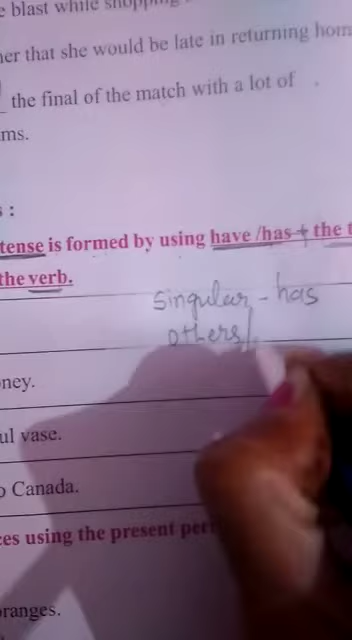 e blast while shopping
her that she would be late in returning hom
the final of the match with a lot of .
ms.
s :
tense is formed by using have /has + the t
the verb.
singular - has
others/
ney.
ul vase.
o Canada.
ces using the present per
ranges.